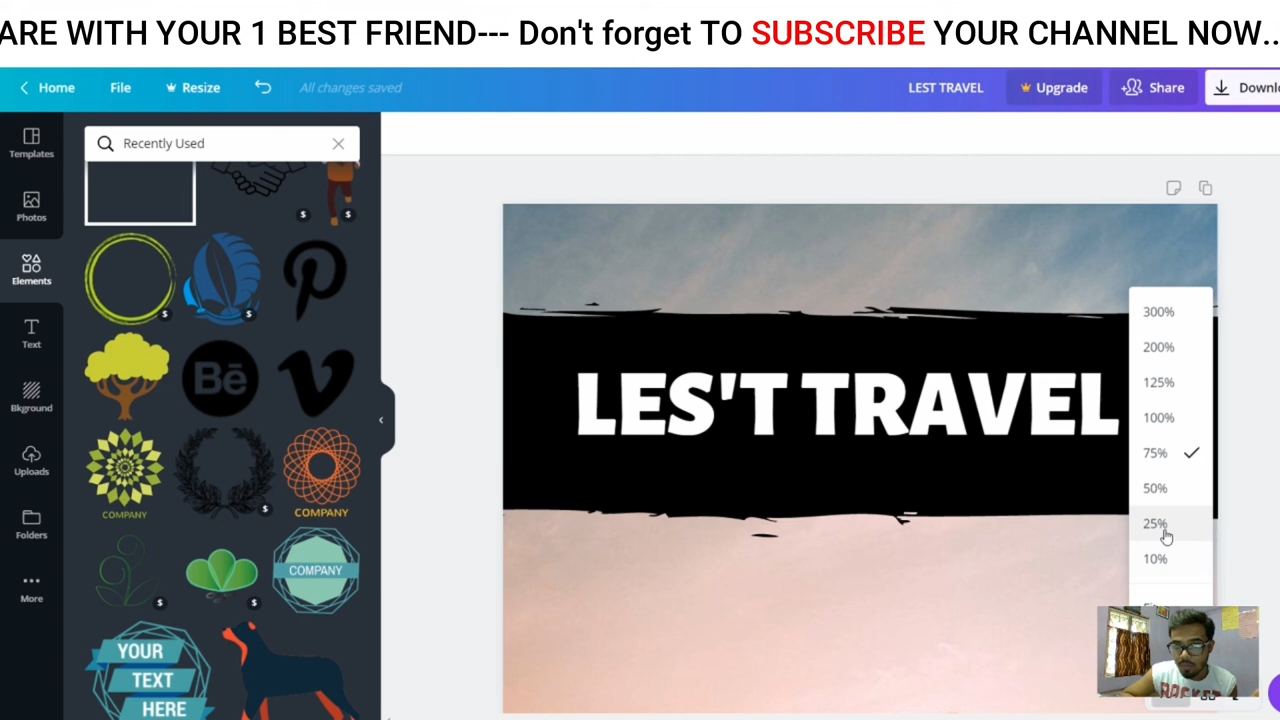 ARE WITH YOUR 1 BEST FRIEND--- Don't forget TO SUBSCRIBE YOUR CHANNEL NOW..
Home File Resize All changes saved LEST TRAVEL Upgrade Share Downlo
Templates
Photos
Elements
Text
Bkground
Uploads
Folders
More
Recently Used
$ $
$ $
Bē
COMPANY
$
COMPANY
$ $
COMPANY
YOUR
TEXT
HERE
LES'T TRAVEL
300%
200%
125%
100%
75%
50%
25%
10%